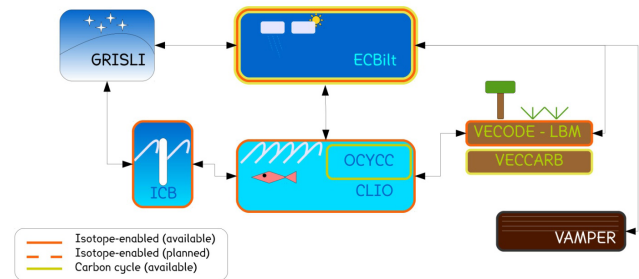 GRISLI
ECBilt
VECODE - LBM
OCYCC
VECCARB
ICB
CLIO
VAMPER
Isotope-enabled (available)
Isotope-enabled (planned)
Carbon cycle (available)